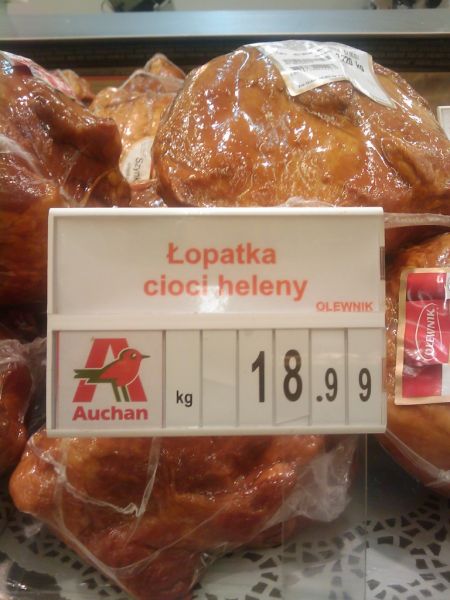 Łopatka
cioci heleny
OLEWNIK
Auchan
kg
18.99
OLEWNIK